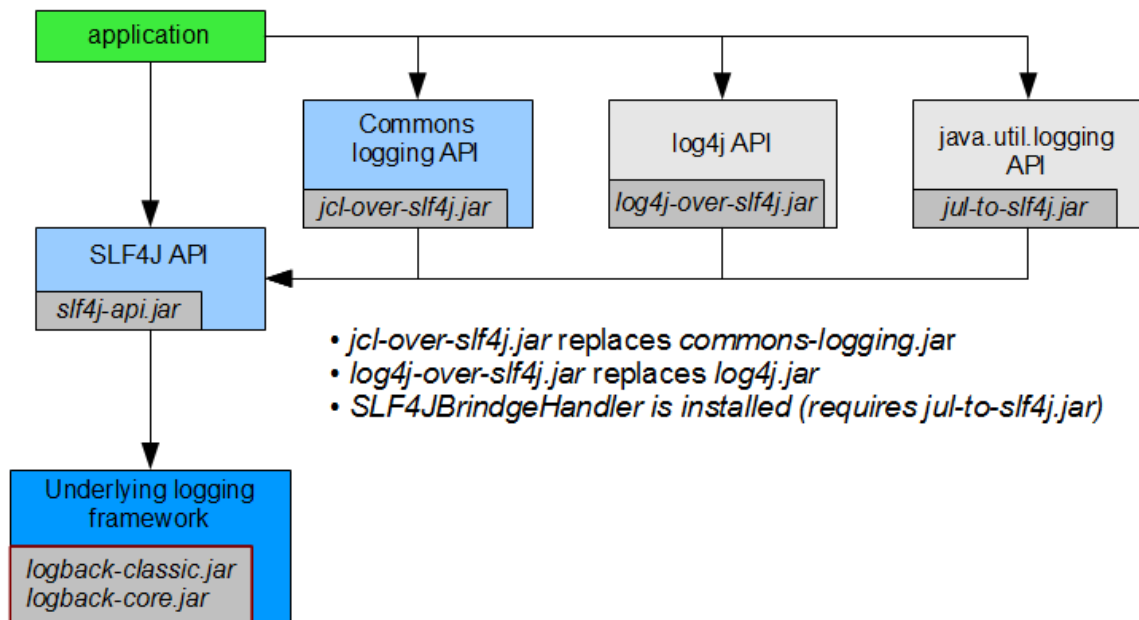 application
Commons
logging API
jcl-over-slf4j.jar
log4j API
log4j-over-slf4j.jar
java.util.logging
API
jul-to-slf4j.jar
SLF4J API
slf4j-api.jar
• jcl-over-slf4j.jar replaces commons-logging.jar
• log4j-over-slf4j.jar replaces log4j.jar
• SLF4JBrindgeHandler is installed (requires jul-to-slf4j.jar)
Underlying logging
framework
logback-classic.jar
logback-core.jar